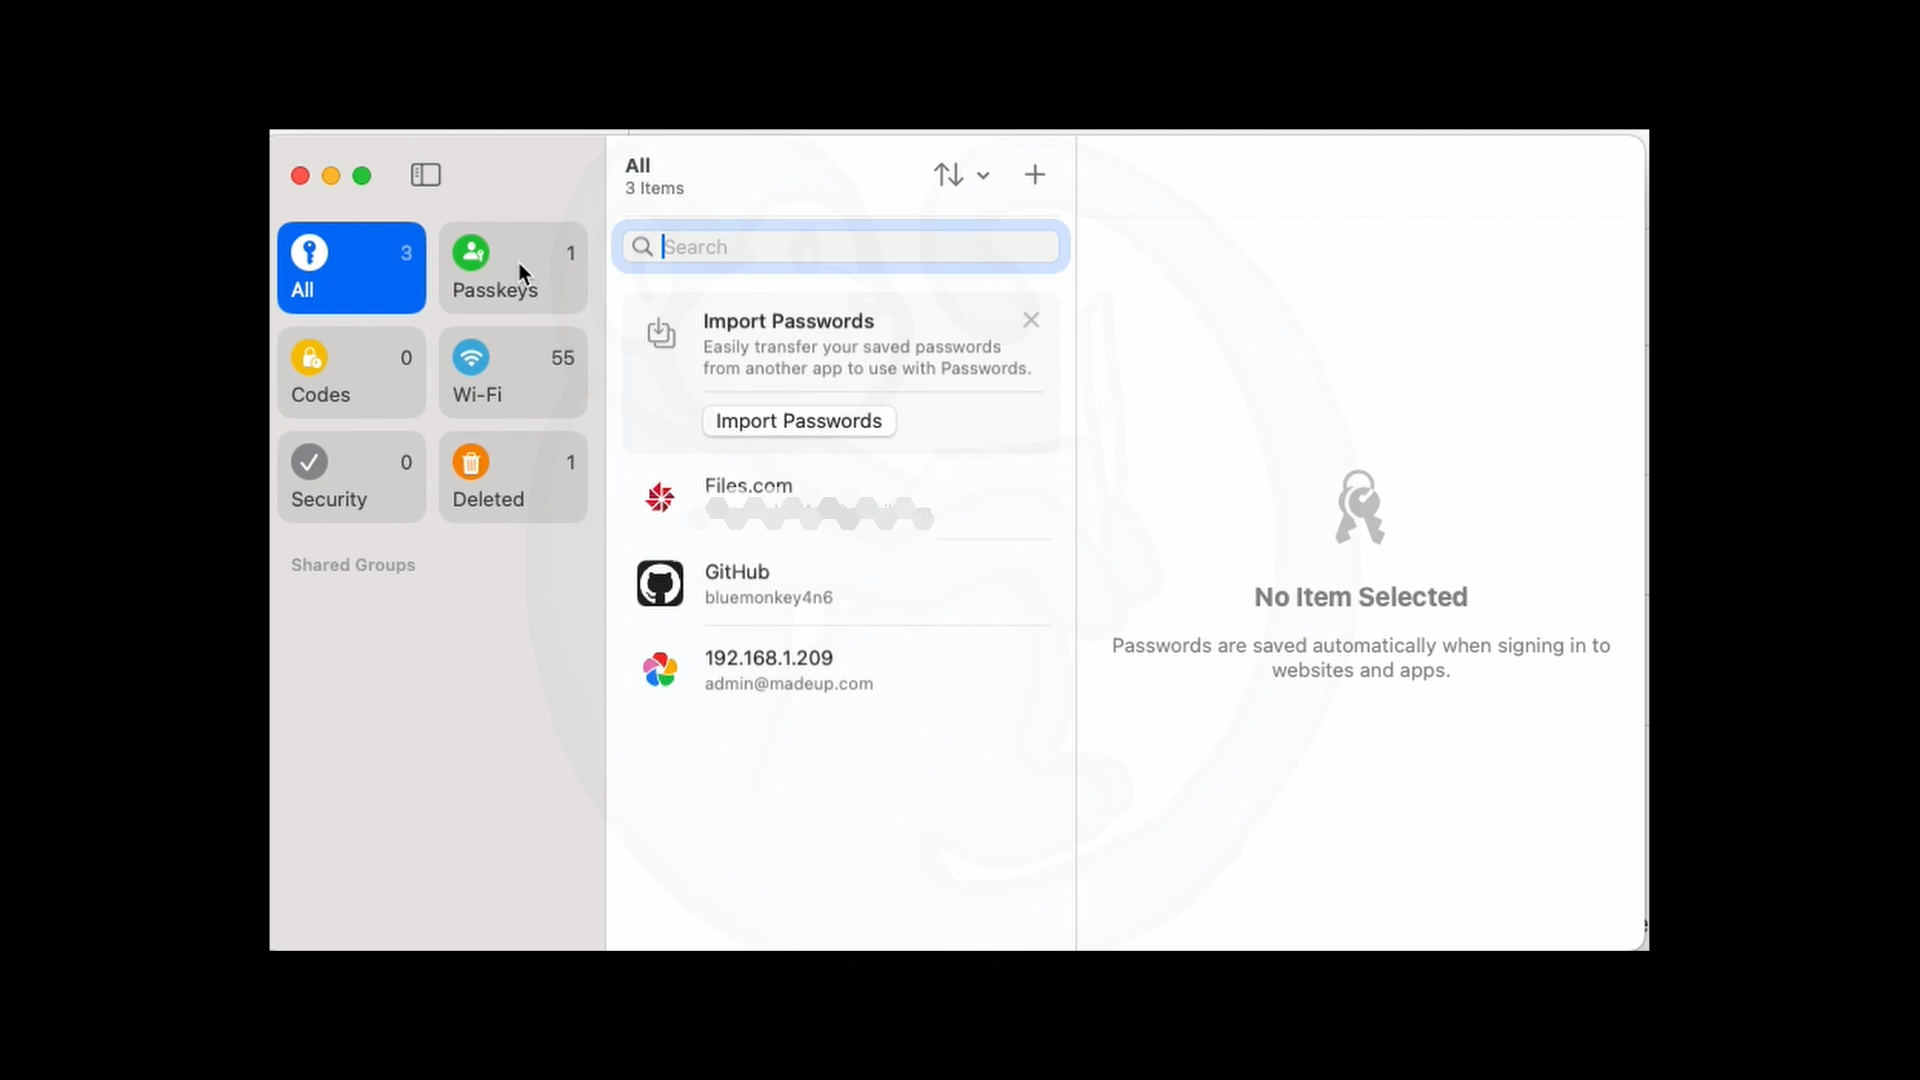 All
3 Items
Search
3
All
1
Passkeys
0
Codes
55
Wi-Fi
0
Security
1
Deleted
Shared Groups
Import Passwords
Easily transfer your saved passwords
from another app to use with Passwords.
Import Passwords
Files.com
GitHub
bluemonkey4n6
192.168.1.209
admin@madeup.com
No Item Selected
Passwords are saved automatically when signing in to
websites and apps.